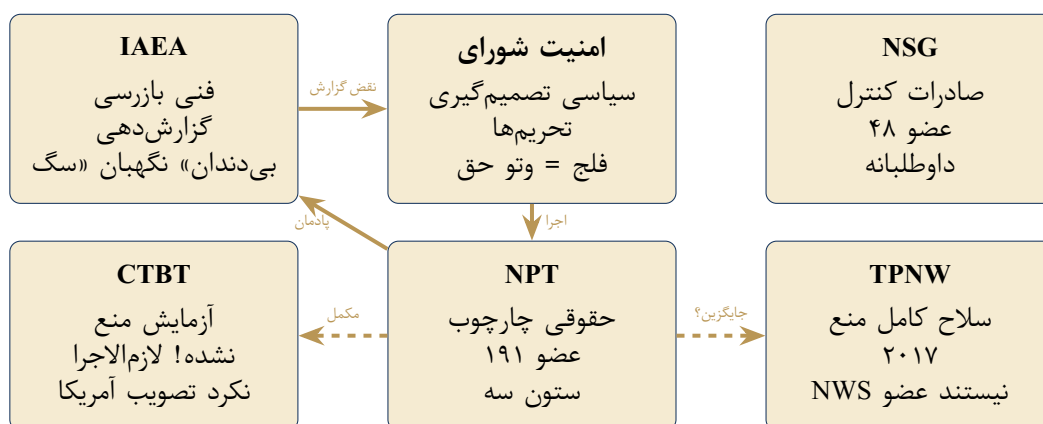 IAEA
فنی بازرسی
گزارش‌دهی
بی‌دندان» نگهبان «سگ
نقض گزارش
امنیت شورای
سیاسی تصمیم‌گیری
تحریم‌ها
فلج = وتو حق
NSG
صادرات کنترل
عضو ۴۸
داوطلبانه
پادمان
اجرا
CTBT
آزمایش منع
نشده! لازم‌الاجرا
نکرد تصویب آمریکا
مکمل
NPT
حقوقی چارچوب
عضو ۱۹۱
ستون سه
جایگزین؟
TPNW
سلاح کامل منع
۲۰۱۷
نیستند عضو NWS